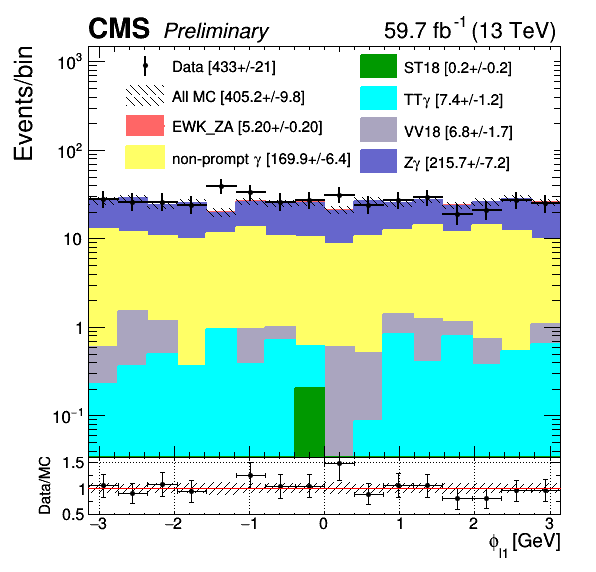 CMS Preliminary 59.7 fb⁻¹ (13 TeV)
Events/bin
10³
10²
10
1
10⁻¹
Data [433+/-21]
All MC [405.2+/-9.8]
EWK_ZA [5.20+/-0.20]
non-prompt γ [169.9+/-6.4]
ST18 [0.2+/-0.2]
TTγ [7.4+/-1.2]
VV18 [6.8+/-1.7]
Zγ [215.7+/-7.2]
Data/MC
1.5
1
0.5
−3 −2 −1 0 1 2 3
ϕl1 [GeV]